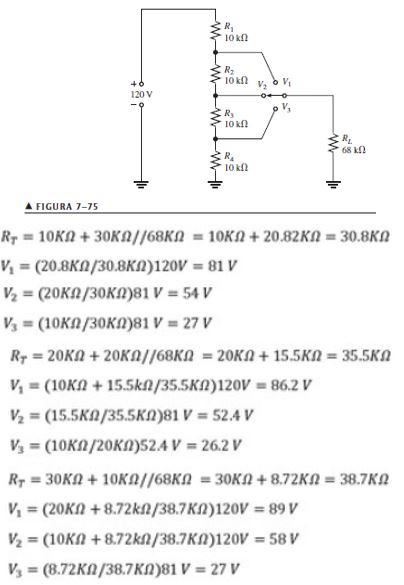 R1
10 kΩ
R2
10 kΩ
V2
V1
+
120 V
−
V3
R3
10 kΩ
RL
68 kΩ
R4
10 kΩ
▲ FIGURA 7–75
R_T = 10KΩ + 30KΩ//68KΩ = 10KΩ + 20.82KΩ = 30.8KΩ
V₁ = (20.8KΩ/30.8KΩ)120V = 81 V
V₂ = (20KΩ/30KΩ)81 V = 54 V
V₃ = (10KΩ/30KΩ)81 V = 27 V
R_T = 20KΩ + 20KΩ//68KΩ = 20KΩ + 15.5KΩ = 35.5KΩ
V₁ = (10KΩ + 15.5kΩ/35.5KΩ)120V = 86.2 V
V₂ = (15.5KΩ/35.5KΩ)81 V = 52.4 V
V₃ = (10KΩ/20KΩ)52.4 V = 26.2 V
R_T = 30KΩ + 10KΩ//68KΩ = 30KΩ + 8.72KΩ = 38.7KΩ
V₁ = (20KΩ + 8.72kΩ/38.7KΩ)120V = 89 V
V₂ = (10KΩ + 8.72kΩ/38.7KΩ)120V = 58 V
V₃ = (8.72KΩ/38.7KΩ)81 V = 27 V